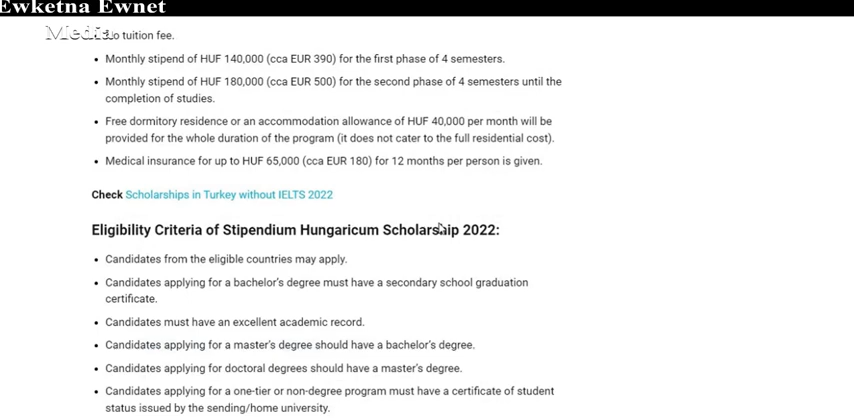 Ewketna Ewnet
Media
No tuition fee.
• Monthly stipend of HUF 140,000 (cca EUR 390) for the first phase of 4 semesters.
• Monthly stipend of HUF 180,000 (cca EUR 500) for the second phase of 4 semesters until the
completion of studies.
• Free dormitory residence or an accommodation allowance of HUF 40,000 per month will be
provided for the whole duration of the program (it does not cater to the full residential cost).
• Medical insurance for up to HUF 65,000 (cca EUR 180) for 12 months per person is given.
Check Scholarships in Turkey without IELTS 2022
Eligibility Criteria of Stipendium Hungaricum Scholarship 2022:
• Candidates from the eligible countries may apply.
• Candidates applying for a bachelor's degree must have a secondary school graduation
certificate.
• Candidates must have an excellent academic record.
• Candidates applying for a master's degree should have a bachelor's degree.
• Candidates applying for doctoral degrees should have a master's degree.
• Candidates applying for a one-tier or non-degree program must have a certificate of student
status issued by the sending/home university.